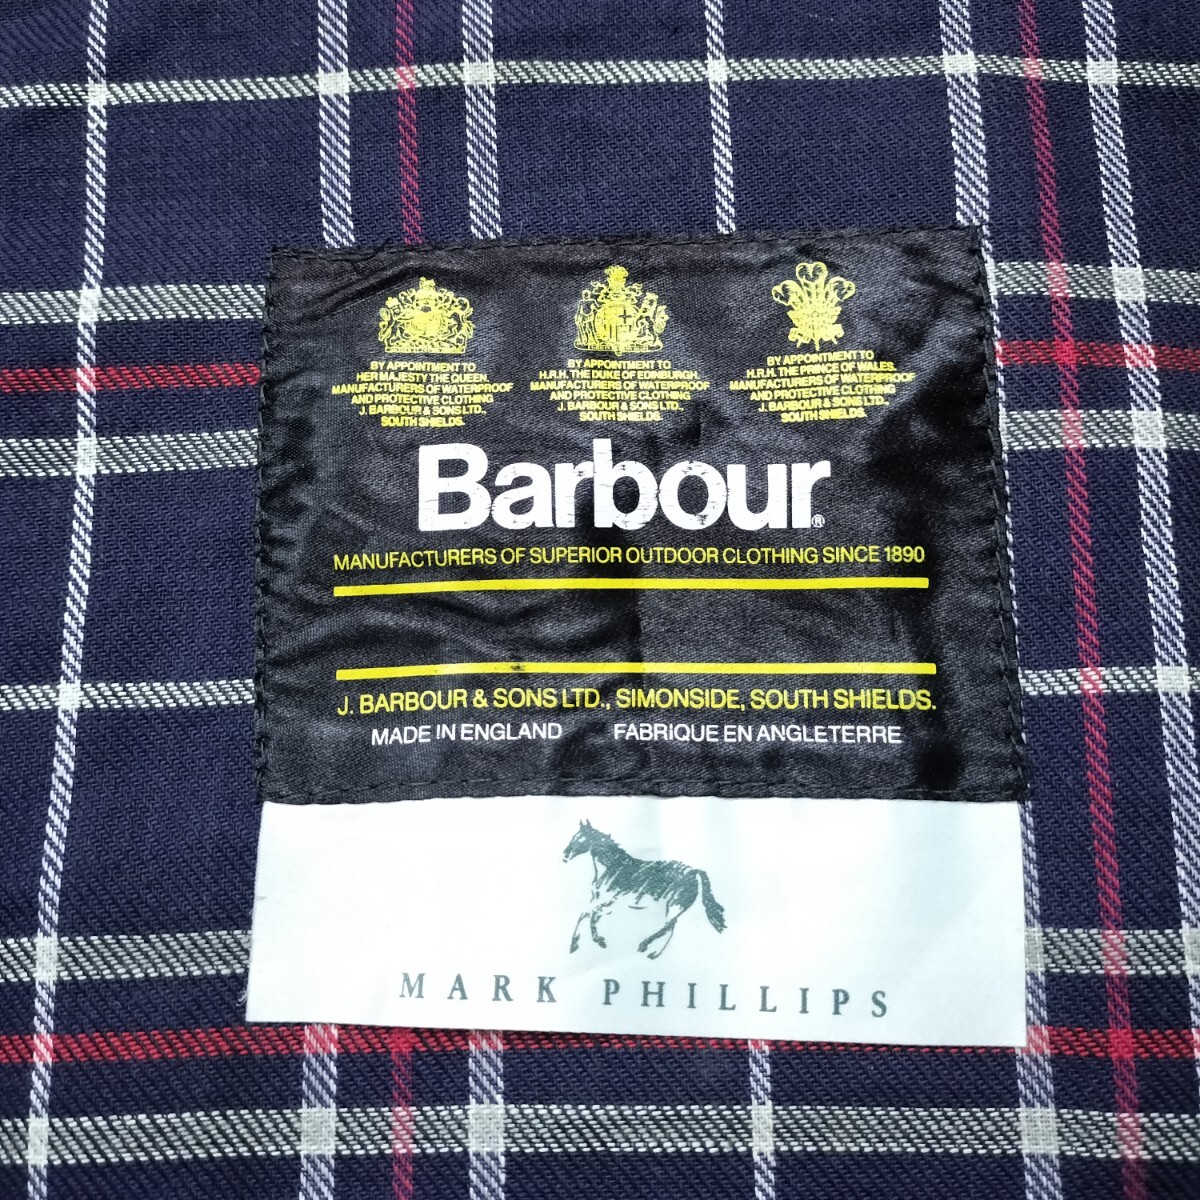 BY APPOINTMENT TO
HER MAJESTY THE QUEEN.
MANUFACTURERS OF WATERPROOF
AND PROTECTIVE CLOTHING
J. BARBOUR & SONS LTD.,
SOUTH SHIELDS.
BY APPOINTMENT TO
H.R.H. THE DUKE OF EDINBURGH.
MANUFACTURERS OF WATERPROOF
AND PROTECTIVE CLOTHING
J. BARBOUR & SONS LTD.,
SOUTH SHIELDS.
BY APPOINTMENT TO
H.R.H. THE PRINCE OF WALES.
MANUFACTURERS OF WATERPROOF
AND PROTECTIVE CLOTHING
J. BARBOUR & SONS LTD.,
SOUTH SHIELDS.
Barbour®
MANUFACTURERS OF SUPERIOR OUTDOOR CLOTHING SINCE 1890
J. BARBOUR & SONS LTD., SIMONSIDE, SOUTH SHIELDS.
MADE IN ENGLAND FABRIQUE EN ANGLETERRE
MARK PHILLIPS